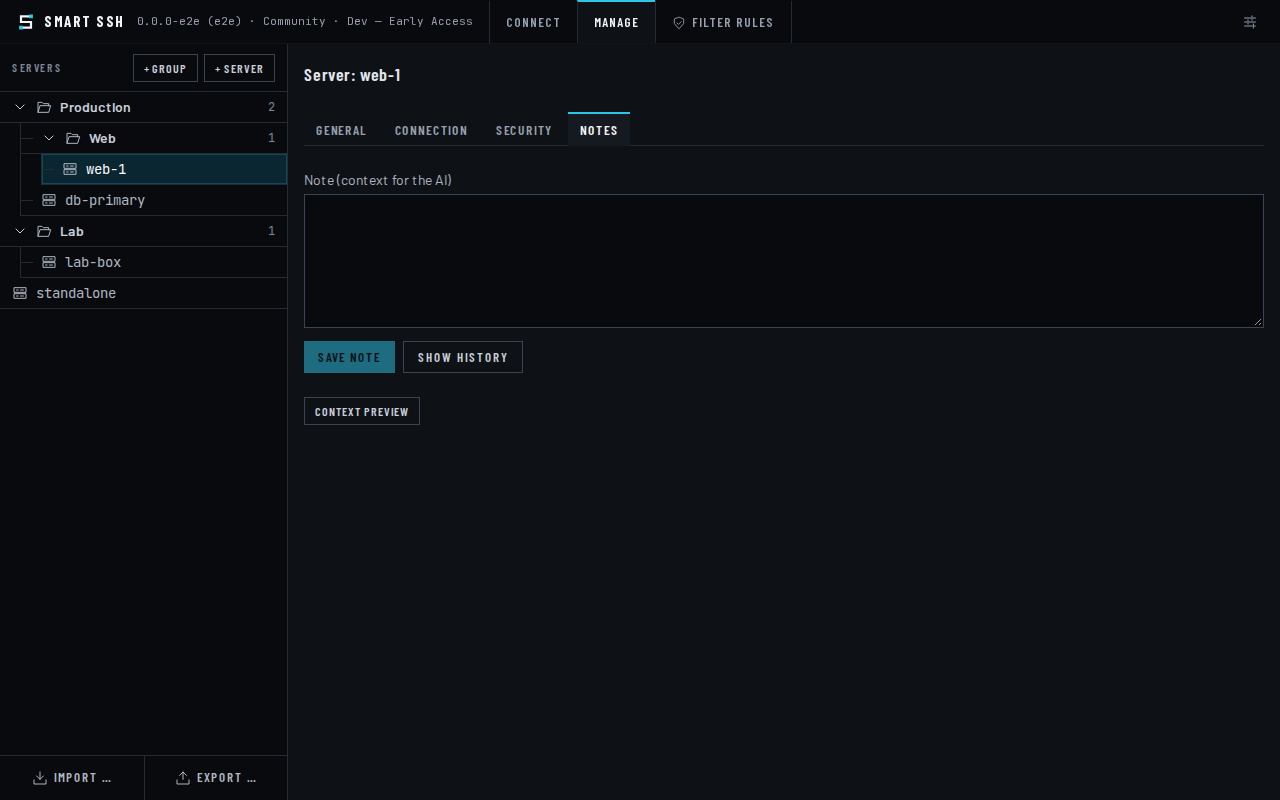 SMART SSH 0.0.0-e2e (e2e) · Community · Dev — Early Access CONNECT MANAGE FILTER RULES
SERVERS + GROUP + SERVER
Production 2
Web 1
web-1
db-primary
Lab 1
lab-box
standalone
IMPORT … EXPORT …
Server: web-1
GENERAL CONNECTION SECURITY NOTES
Note (context for the AI)
SAVE NOTE SHOW HISTORY
CONTEXT PREVIEW